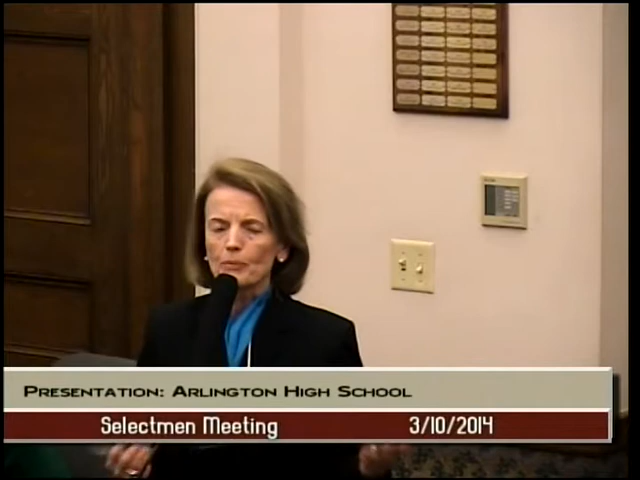 Presentation: Arlington High School
Selectmen Meeting 3/10/2014